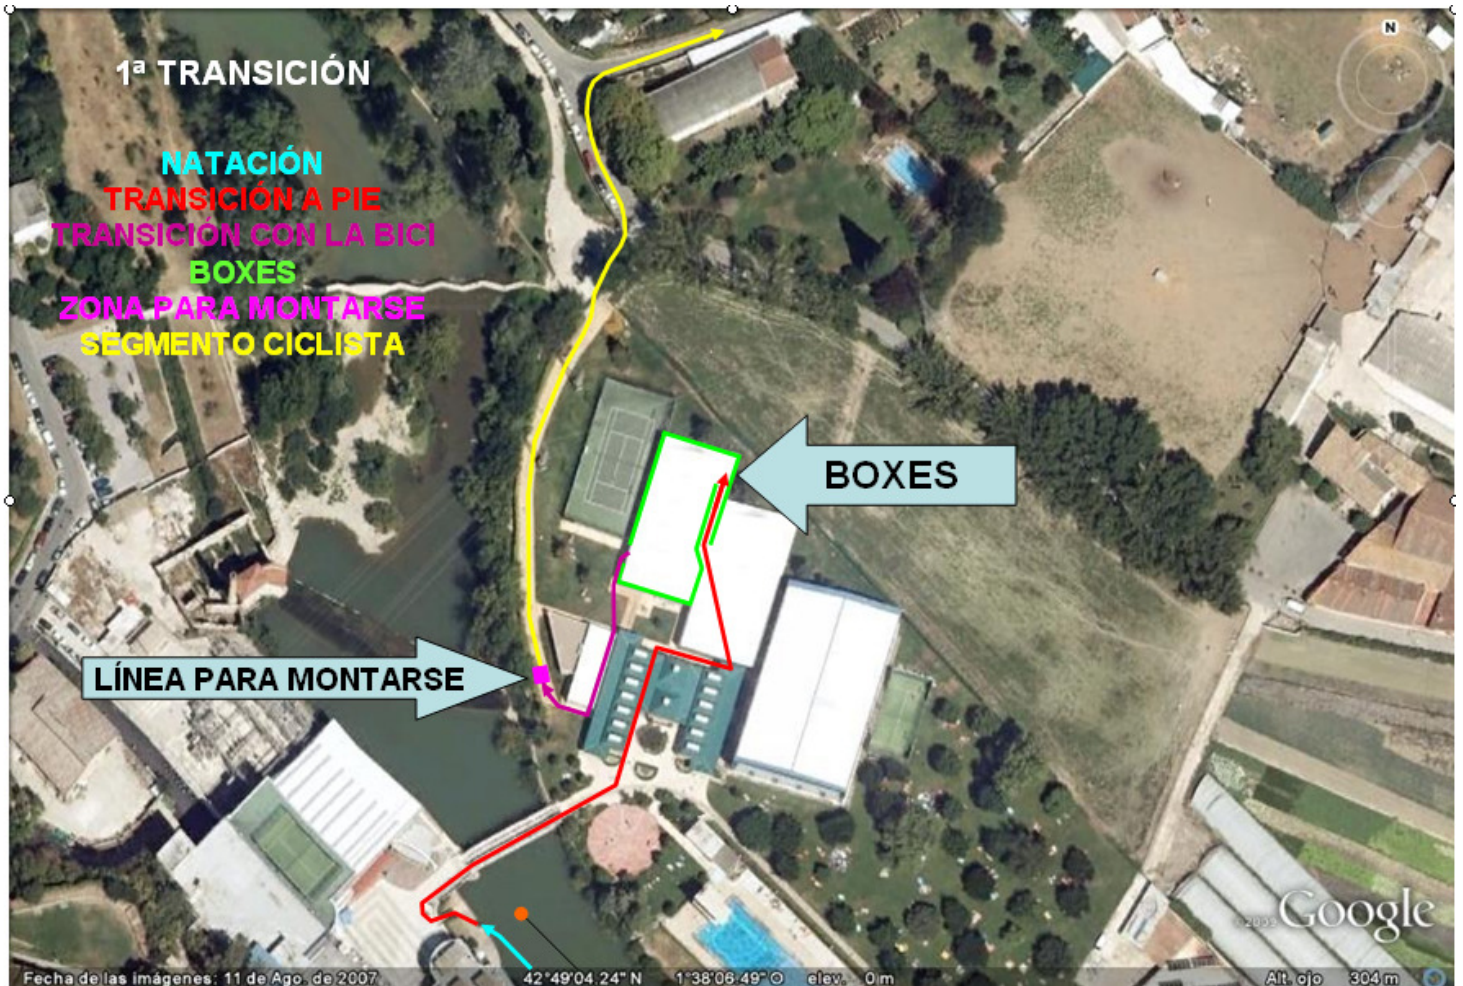 1ª TRANSICIÓN
NATACIÓN
TRANSICIÓN A PIE
TRANSICIÓN CON LA BICI
BOXES
ZONA PARA MONTARSE
SEGMENTO CICLISTA
N
BOXES
LÍNEA PARA MONTARSE
©2009 Google
Fecha de las imágenes: 11 de Ago. de 2007 42°49'04.24" N 1°38'06.49" O elev. 0 m Alt. ojo 304 m